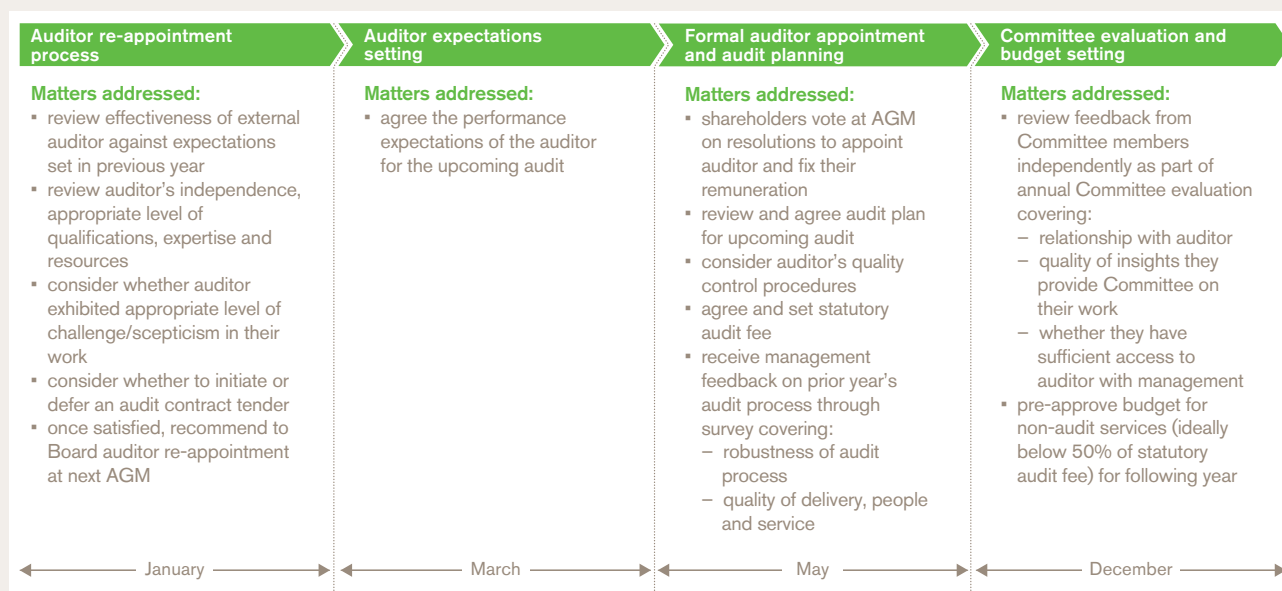 Auditor re-appointment
process
Matters addressed:
▪ review effectiveness of external
auditor against expectations
set in previous year
▪ review auditor's independence,
appropriate level of
qualifications, expertise and
resources
▪ consider whether auditor
exhibited appropriate level of
challenge/scepticism in their
work
▪ consider whether to initiate or
defer an audit contract tender
▪ once satisfied, recommend to
Board auditor re-appointment
at next AGM
January
Auditor expectations
setting
Matters addressed:
▪ agree the performance
expectations of the auditor
for the upcoming audit
March
Formal auditor appointment
and audit planning
Matters addressed:
▪ shareholders vote at AGM
on resolutions to appoint
auditor and fix their
remuneration
▪ review and agree audit plan
for upcoming audit
▪ consider auditor's quality
control procedures
▪ agree and set statutory
audit fee
▪ receive management
feedback on prior year's
audit process through
survey covering:
– robustness of audit
process
– quality of delivery, people
and service
May
Committee evaluation and
budget setting
Matters addressed:
▪ review feedback from
Committee members
independently as part of
annual Committee evaluation
covering:
– relationship with auditor
– quality of insights they
provide Committee on
their work
– whether they have
sufficient access to
auditor with management
▪ pre-approve budget for
non-audit services (ideally
below 50% of statutory
audit fee) for following year
December